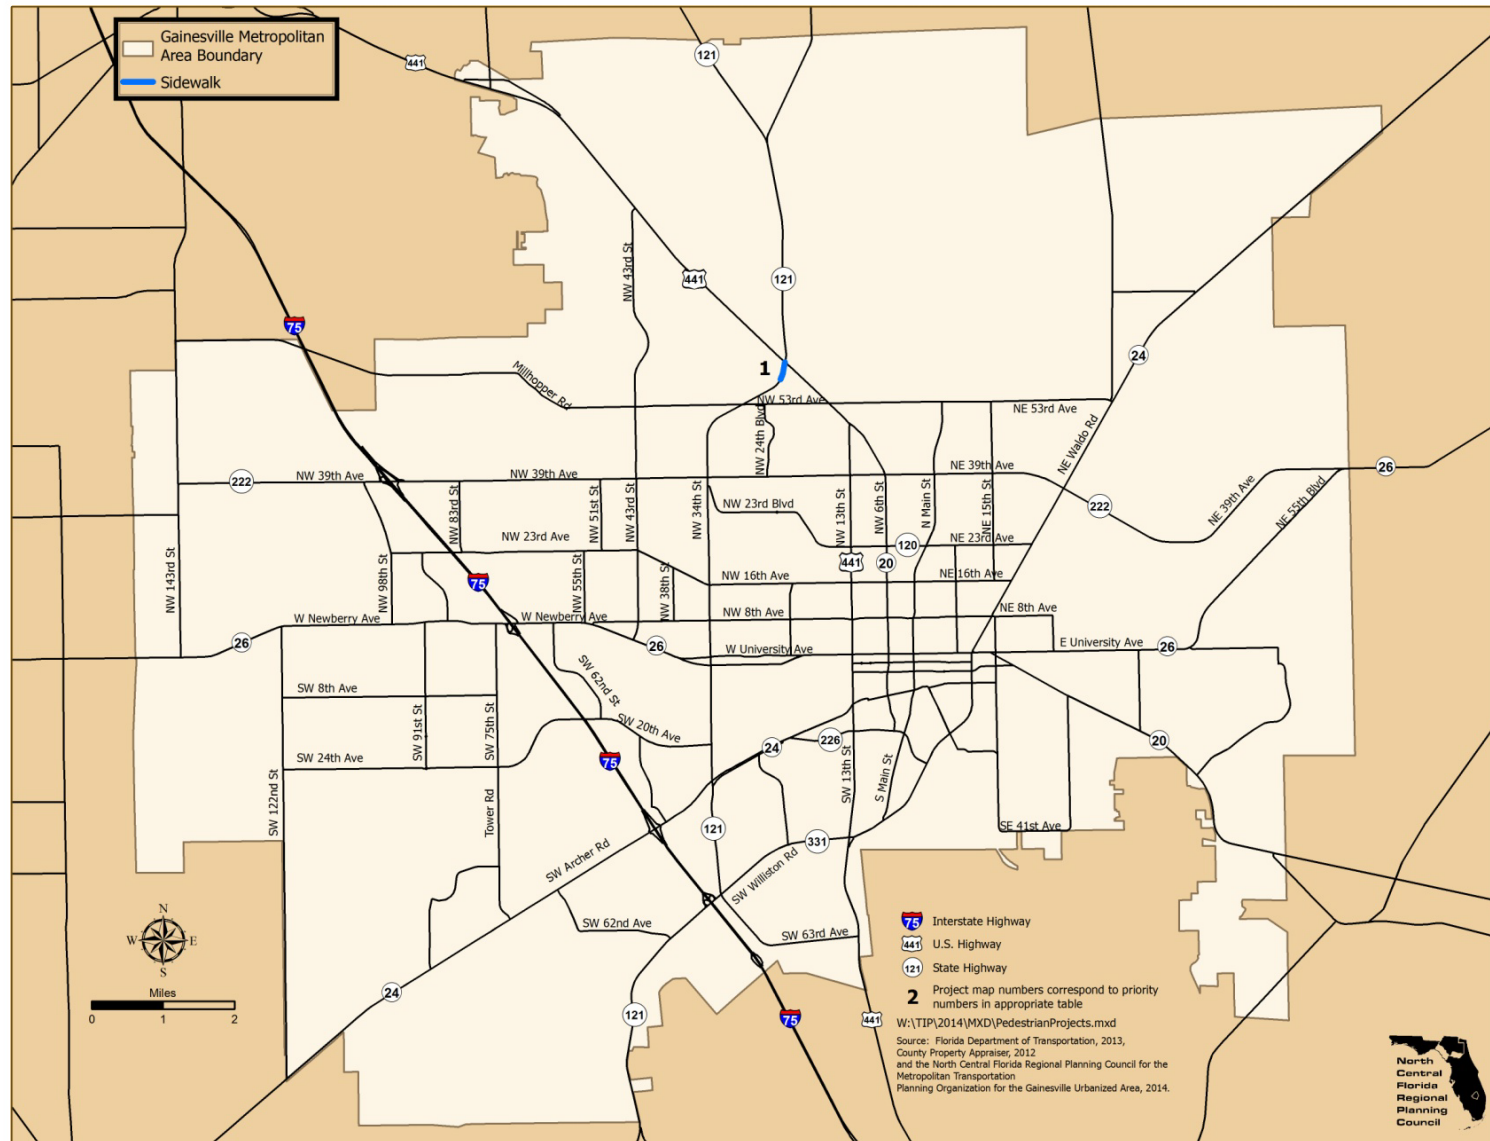 Gainesville Metropolitan
Area Boundary
Sidewalk
441
121
NW 43rd St
441
121
75
24
1
Millhopper Rd
NW 53rd Ave
NE 53rd Ave
NW 24th Blvd
NE Waldo Rd
222
NW 39th Ave
NW 39th Ave
NE 39th Ave
26
222
NE 39th Ave
NE 55th Blvd
NW 83rd St
NW 51st St
NW 43rd St
NW 34th St
NW 23rd Blvd
NW 13th St
NW 6th St
N Main St
NE 15th St
NW 23rd Ave
120
NE 23rd Ave
NW 143rd St
NW 98th St
75
NW 55th St
NW 38th St
NW 16th Ave
441
20
NE 16th Ave
W Newberry Ave
W Newberry Ave
NW 8th Ave
NE 8th Ave
26
26
W University Ave
E University Ave
26
SW 62nd St
SW 8th Ave
SW 91st St
SW 75th St
SW 20th Ave
24
226
20
SW 24th Ave
75
SW 122nd St
Tower Rd
SW 13th St
S Main St
121
331
SE 41st Ave
SW Archer Rd
SW Williston Rd
SW 62nd Ave
SW 63rd Ave
24
121
75
441
N
W E
S
Miles
0 1 2
75 Interstate Highway
441 U.S. Highway
121 State Highway
2 Project map numbers correspond to priority
numbers in appropriate table
W:\TIP\2014\MXD\PedestrianProjects.mxd
Source: Florida Department of Transportation, 2013,
County Property Appraiser, 2012
and the North Central Florida Regional Planning Council for the
Metropolitan Transportation
Planning Organization for the Gainesville Urbanized Area, 2014.
North
Central
Florida
Regional
Planning
Council